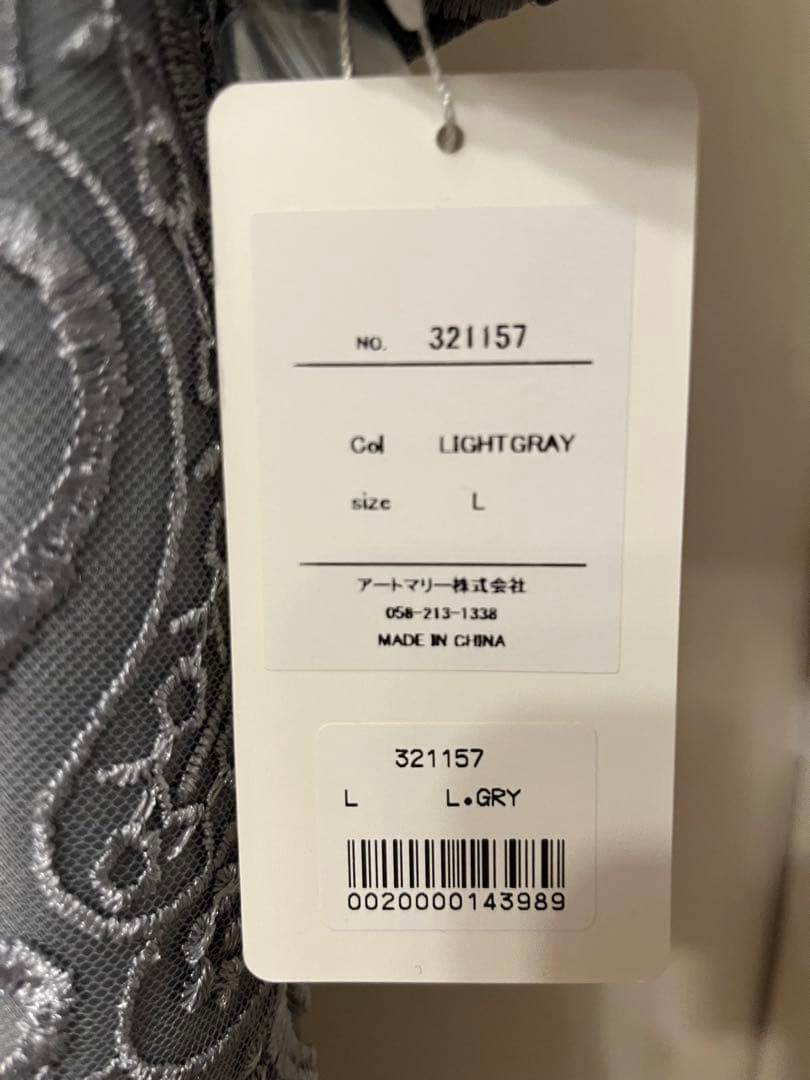 NO. 321157
Col LIGHTGRAY
size L
アートマリー株式会社
058-213-1338
MADE IN CHINA
321157
L L.GRY
0020000143989